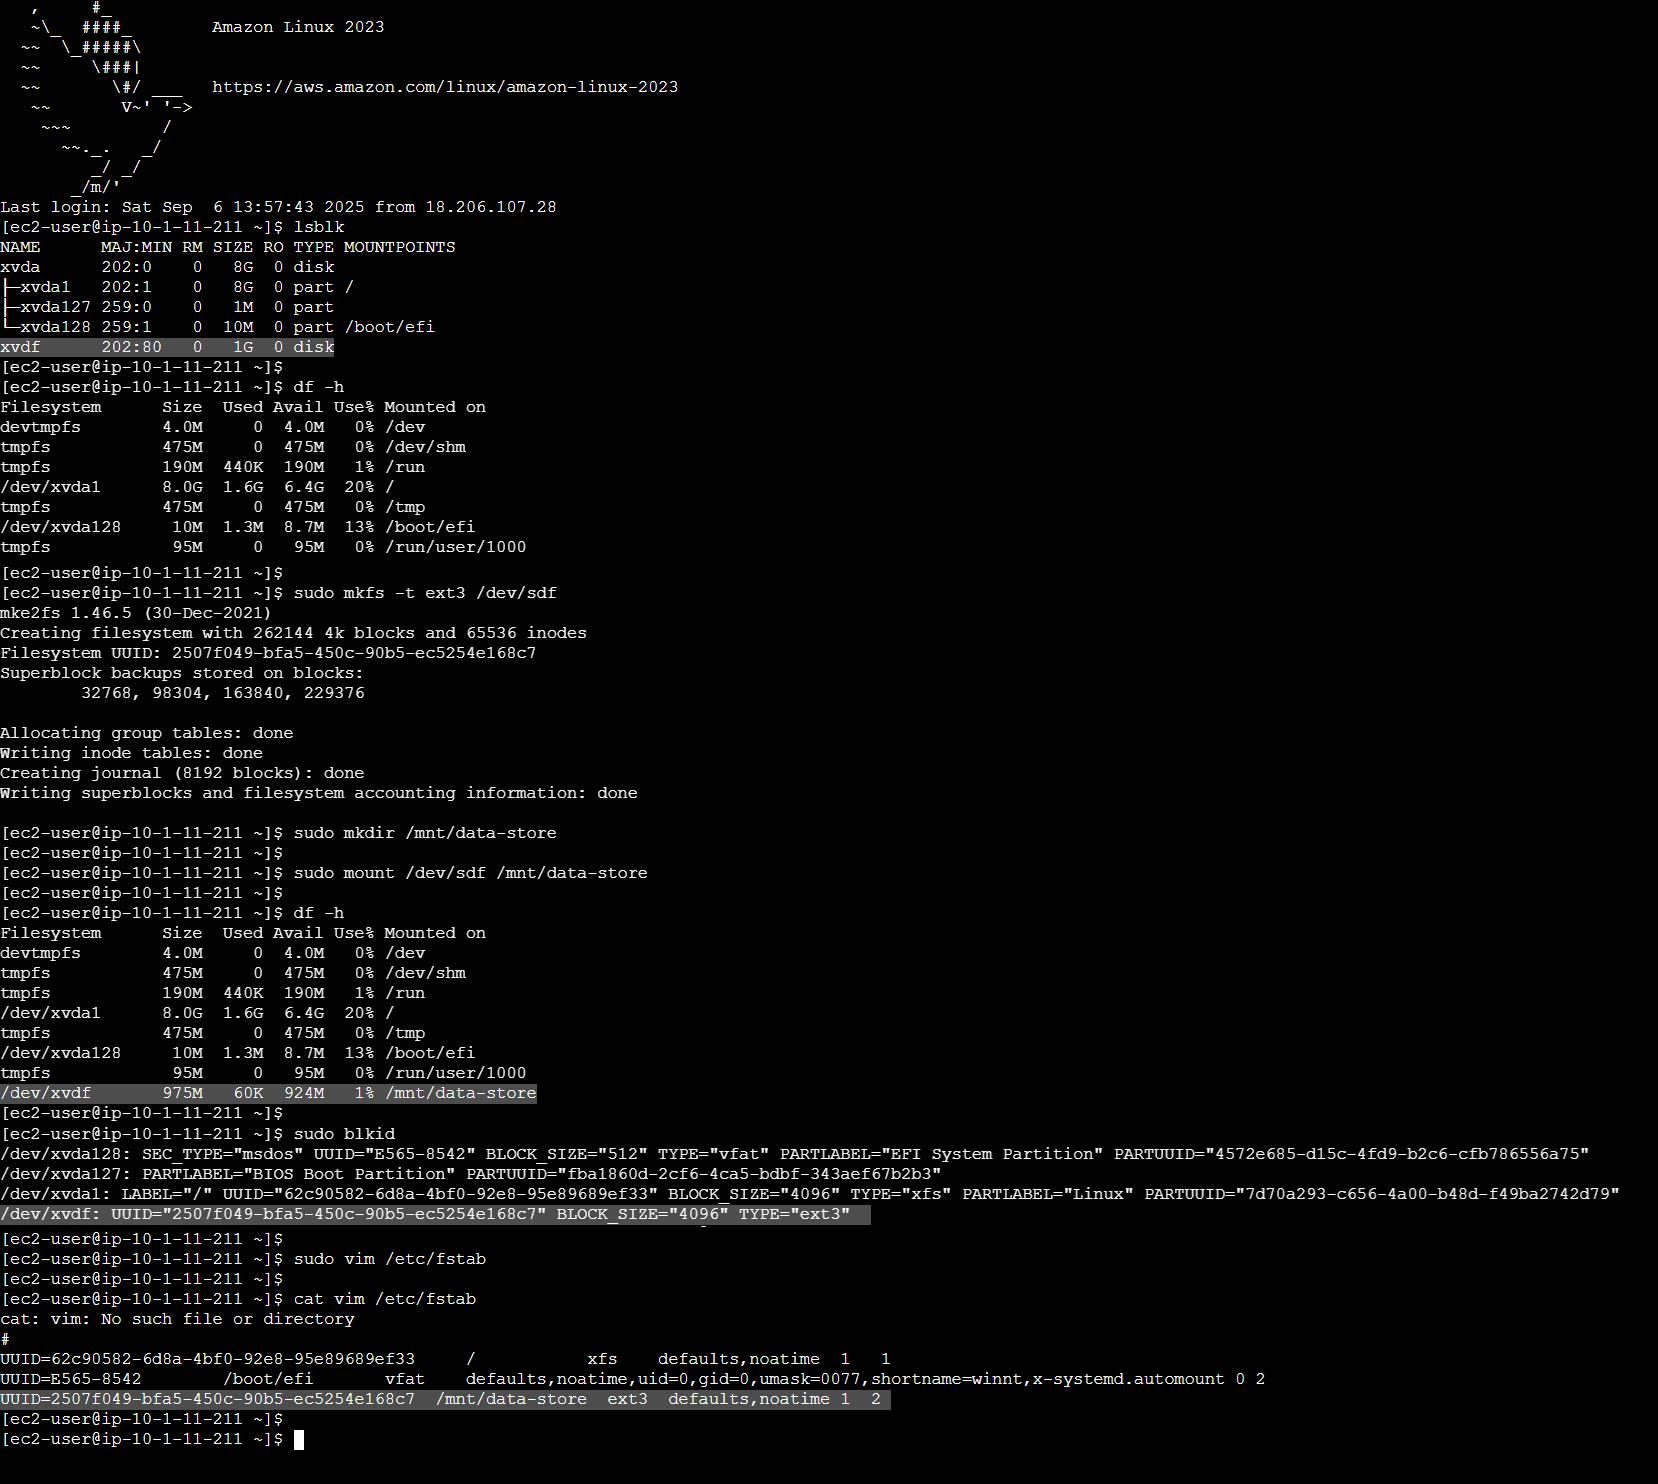 ,     #_
   ~\_  ####_        Amazon Linux 2023
  ~~  \_#####\
  ~~     \###|
  ~~       \#/ ___   https://aws.amazon.com/linux/amazon-linux-2023
   ~~       V~' '->
    ~~~         /
      ~~._.   _/
         _/ _/
       _/m/'
Last login: Sat Sep  6 13:57:43 2025 from 18.206.107.28
[ec2-user@ip-10-1-11-211 ~]$ lsblk
NAME      MAJ:MIN RM SIZE RO TYPE MOUNTPOINTS
xvda      202:0    0   8G  0 disk
├─xvda1   202:1    0   8G  0 part /
├─xvda127 259:0    0   1M  0 part
└─xvda128 259:1    0  10M  0 part /boot/efi
xvdf      202:80   0   1G  0 disk
[ec2-user@ip-10-1-11-211 ~]$
[ec2-user@ip-10-1-11-211 ~]$ df -h
Filesystem      Size  Used Avail Use% Mounted on
devtmpfs        4.0M     0  4.0M   0% /dev
tmpfs           475M     0  475M   0% /dev/shm
tmpfs           190M  440K  190M   1% /run
/dev/xvda1      8.0G  1.6G  6.4G  20% /
tmpfs           475M     0  475M   0% /tmp
/dev/xvda128     10M  1.3M  8.7M  13% /boot/efi
tmpfs            95M     0   95M   0% /run/user/1000
[ec2-user@ip-10-1-11-211 ~]$
[ec2-user@ip-10-1-11-211 ~]$ sudo mkfs -t ext3 /dev/sdf
mke2fs 1.46.5 (30-Dec-2021)
Creating filesystem with 262144 4k blocks and 65536 inodes
Filesystem UUID: 2507f049-bfa5-450c-90b5-ec5254e168c7
Superblock backups stored on blocks:
        32768, 98304, 163840, 229376

Allocating group tables: done
Writing inode tables: done
Creating journal (8192 blocks): done
Writing superblocks and filesystem accounting information: done

[ec2-user@ip-10-1-11-211 ~]$ sudo mkdir /mnt/data-store
[ec2-user@ip-10-1-11-211 ~]$
[ec2-user@ip-10-1-11-211 ~]$ sudo mount /dev/sdf /mnt/data-store
[ec2-user@ip-10-1-11-211 ~]$
[ec2-user@ip-10-1-11-211 ~]$ df -h
Filesystem      Size  Used Avail Use% Mounted on
devtmpfs        4.0M     0  4.0M   0% /dev
tmpfs           475M     0  475M   0% /dev/shm
tmpfs           190M  440K  190M   1% /run
/dev/xvda1      8.0G  1.6G  6.4G  20% /
tmpfs           475M     0  475M   0% /tmp
/dev/xvda128     10M  1.3M  8.7M  13% /boot/efi
tmpfs            95M     0   95M   0% /run/user/1000
/dev/xvdf       975M   60K  924M   1% /mnt/data-store
[ec2-user@ip-10-1-11-211 ~]$
[ec2-user@ip-10-1-11-211 ~]$ sudo blkid
/dev/xvda128: SEC_TYPE="msdos" UUID="E565-8542" BLOCK_SIZE="512" TYPE="vfat" PARTLABEL="EFI System Partition" PARTUUID="4572e685-d15c-4fd9-b2c6-cfb786556a75"
/dev/xvda127: PARTLABEL="BIOS Boot Partition" PARTUUID="fba1860d-2cf6-4ca5-bdbf-343aef67b2b3"
/dev/xvda1: LABEL="/" UUID="62c90582-6d8a-4bf0-92e8-95e89689ef33" BLOCK_SIZE="4096" TYPE="xfs" PARTLABEL="Linux" PARTUUID="7d70a293-c656-4a00-b48d-f49ba2742d79"
/dev/xvdf: UUID="2507f049-bfa5-450c-90b5-ec5254e168c7" BLOCK_SIZE="4096" TYPE="ext3"
[ec2-user@ip-10-1-11-211 ~]$
[ec2-user@ip-10-1-11-211 ~]$ sudo vim /etc/fstab
[ec2-user@ip-10-1-11-211 ~]$
[ec2-user@ip-10-1-11-211 ~]$ cat vim /etc/fstab
cat: vim: No such file or directory
#
UUID=62c90582-6d8a-4bf0-92e8-95e89689ef33     /           xfs    defaults,noatime  1   1
UUID=E565-8542        /boot/efi       vfat    defaults,noatime,uid=0,gid=0,umask=0077,shortname=winnt,x-systemd.automount 0 2
UUID=2507f049-bfa5-450c-90b5-ec5254e168c7  /mnt/data-store  ext3  defaults,noatime 1  2
[ec2-user@ip-10-1-11-211 ~]$
[ec2-user@ip-10-1-11-211 ~]$